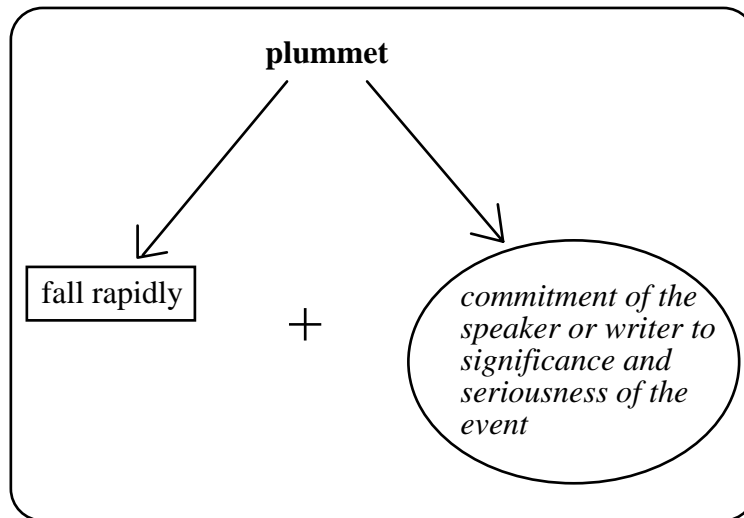 plummet
fall rapidly
+
commitment of the
speaker or writer to
significance and
seriousness of the
event